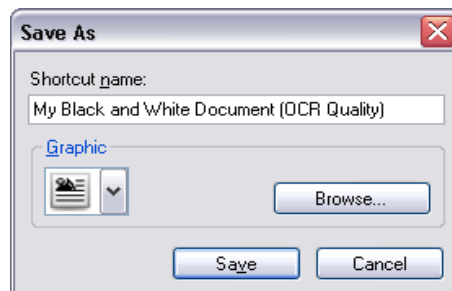 Save As
Shortcut name:
My Black and White Document (OCR Quality)
Graphic
Browse...
Save
Cancel